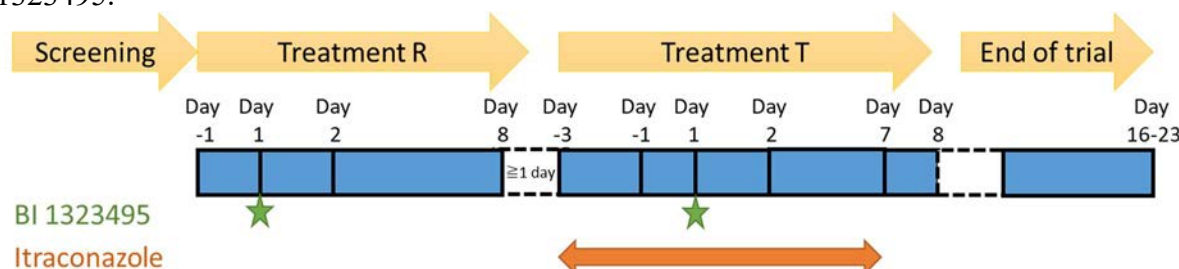 1323495.
Screening Treatment R Treatment T End of trial
Day Day Day Day Day Day Day Day Day Day Day
-1 1 2 8 -3 -1 1 2 7 8 16-23
≧1 day
BI 1323495
Itraconazole